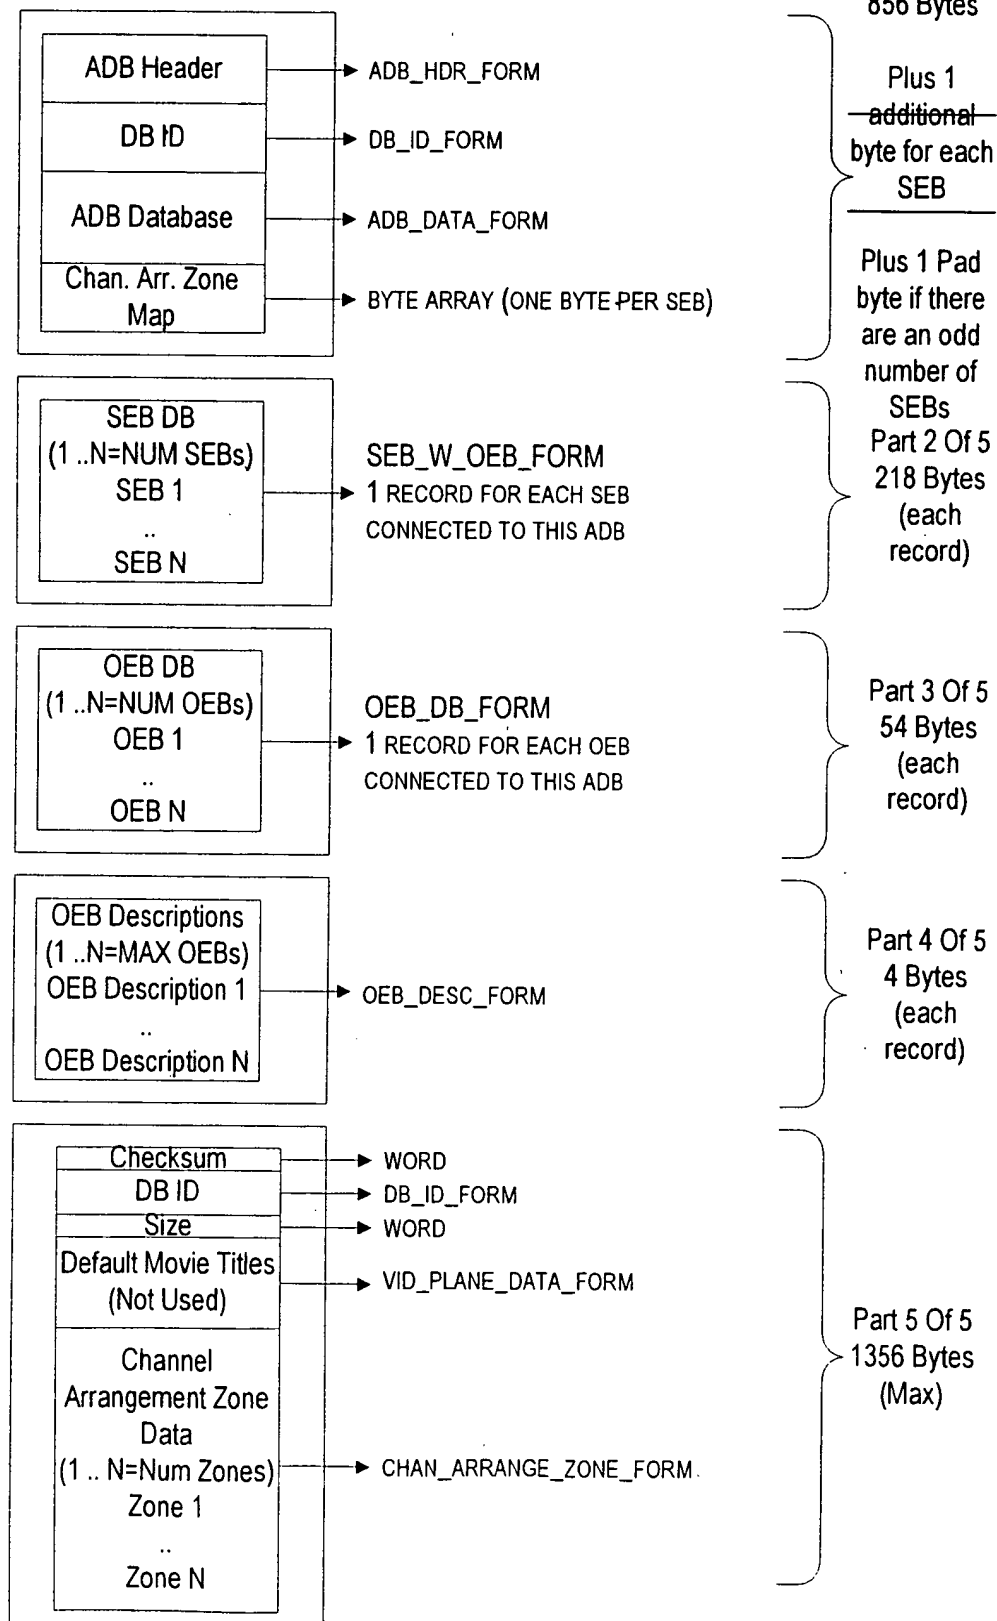 856 Bytes
ADB Header
ADB_HDR_FORM
Plus 1
additional
byte for each
SEB
DB ID
DB_ID_FORM
ADB Database
ADB_DATA_FORM
Chan. Arr. Zone
Map
BYTE ARRAY (ONE BYTE PER SEB)
Plus 1 Pad
byte if there
are an odd
number of
SEBs
SEB DB
(1 ..N=NUM SEBs)
SEB 1
..
SEB N
SEB_W_OEB_FORM
1 RECORD FOR EACH SEB
CONNECTED TO THIS ADB
Part 2 Of 5
218 Bytes
(each
record)
OEB DB
(1 ..N=NUM OEBs)
OEB 1
..
OEB N
OEB_DB_FORM
1 RECORD FOR EACH OEB
CONNECTED TO THIS ADB
Part 3 Of 5
54 Bytes
(each
record)
OEB Descriptions
(1 ..N=MAX OEBs)
OEB Description 1
..
OEB Description N
OEB_DESC_FORM
Part 4 Of 5
4 Bytes
(each
record)
Checksum
WORD
DB ID
DB_ID_FORM
Size
WORD
Default Movie Titles
(Not Used)
VID_PLANE_DATA_FORM
Channel
Arrangement Zone
Data
(1 .. N=Num Zones)
Zone 1
..
Zone N
CHAN_ARRANGE_ZONE_FORM
Part 5 Of 5
1356 Bytes
(Max)